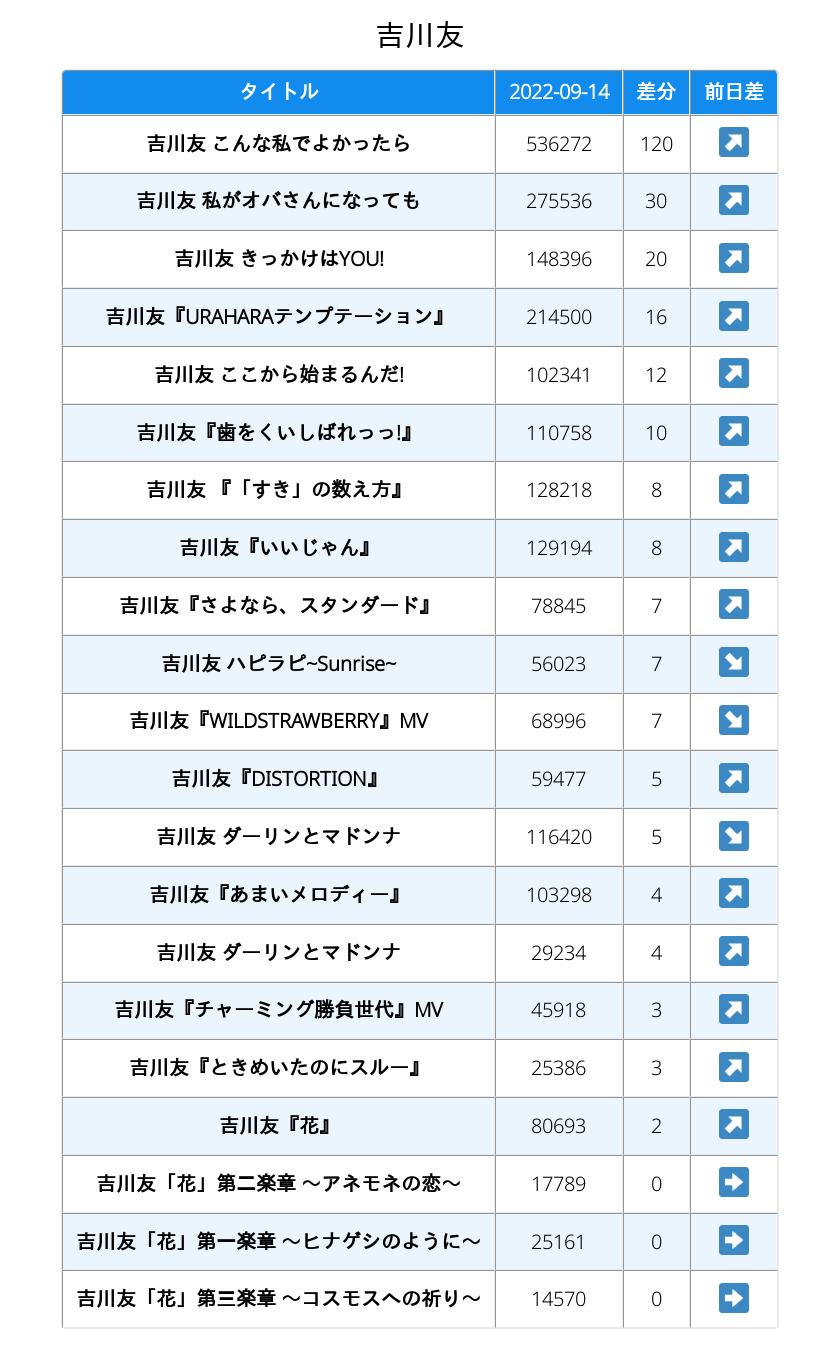 吉川友
タイトル 2022-09-14 差分 前日差
吉川友 こんな私でよかったら 536272 120 ↗
吉川友 私がオバさんになっても 275536 30 ↗
吉川友 きっかけはYOU! 148396 20 ↗
吉川友『URAHARAテンプテーション』 214500 16 ↗
吉川友 ここから始まるんだ! 102341 12 ↗
吉川友『歯をくいしばれっっ!』 110758 10 ↗
吉川友 『「すき」の数え方』 128218 8 ↗
吉川友『いいじゃん』 129194 8 ↗
吉川友『さよなら、スタンダード』 78845 7 ↗
吉川友 ハピラピ~Sunrise~ 56023 7 ↘
吉川友『WILDSTRAWBERRY』MV 68996 7 ↘
吉川友『DISTORTION』 59477 5 ↗
吉川友 ダーリンとマドンナ 116420 5 ↘
吉川友『あまいメロディー』 103298 4 ↗
吉川友 ダーリンとマドンナ 29234 4 ↗
吉川友『チャーミング勝負世代』MV 45918 3 ↗
吉川友『ときめいたのにスルー』 25386 3 ↗
吉川友『花』 80693 2 ↗
吉川友「花」第二楽章 〜アネモネの恋〜 17789 0 →
吉川友「花」第一楽章 〜ヒナゲシのように〜 25161 0 →
吉川友「花」第三楽章 〜コスモスへの祈り〜 14570 0 →